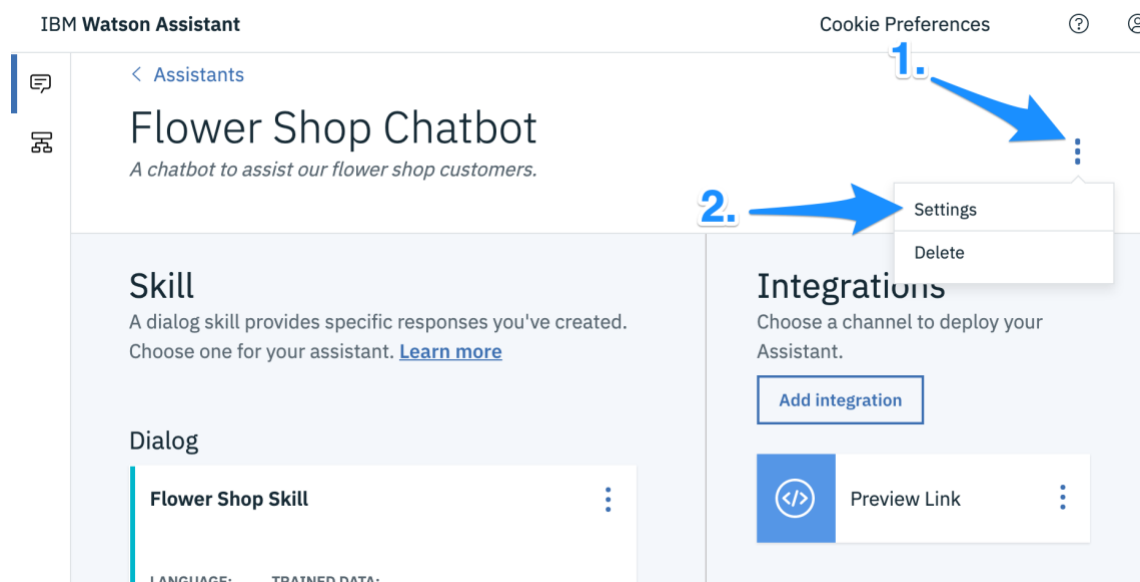 IBM Watson Assistant
Cookie Preferences
Assistants
1.
Flower Shop Chatbot
A chatbot to assist our flower shop customers.
2.
Settings
Delete
Skill
A dialog skill provides specific responses you've created.
Choose one for your assistant. Learn more
Integrations
Choose a channel to deploy your
Assistant.
Add integration
Dialog
Flower Shop Skill
Preview Link
LANGUAGE:
TRAINED DATA: